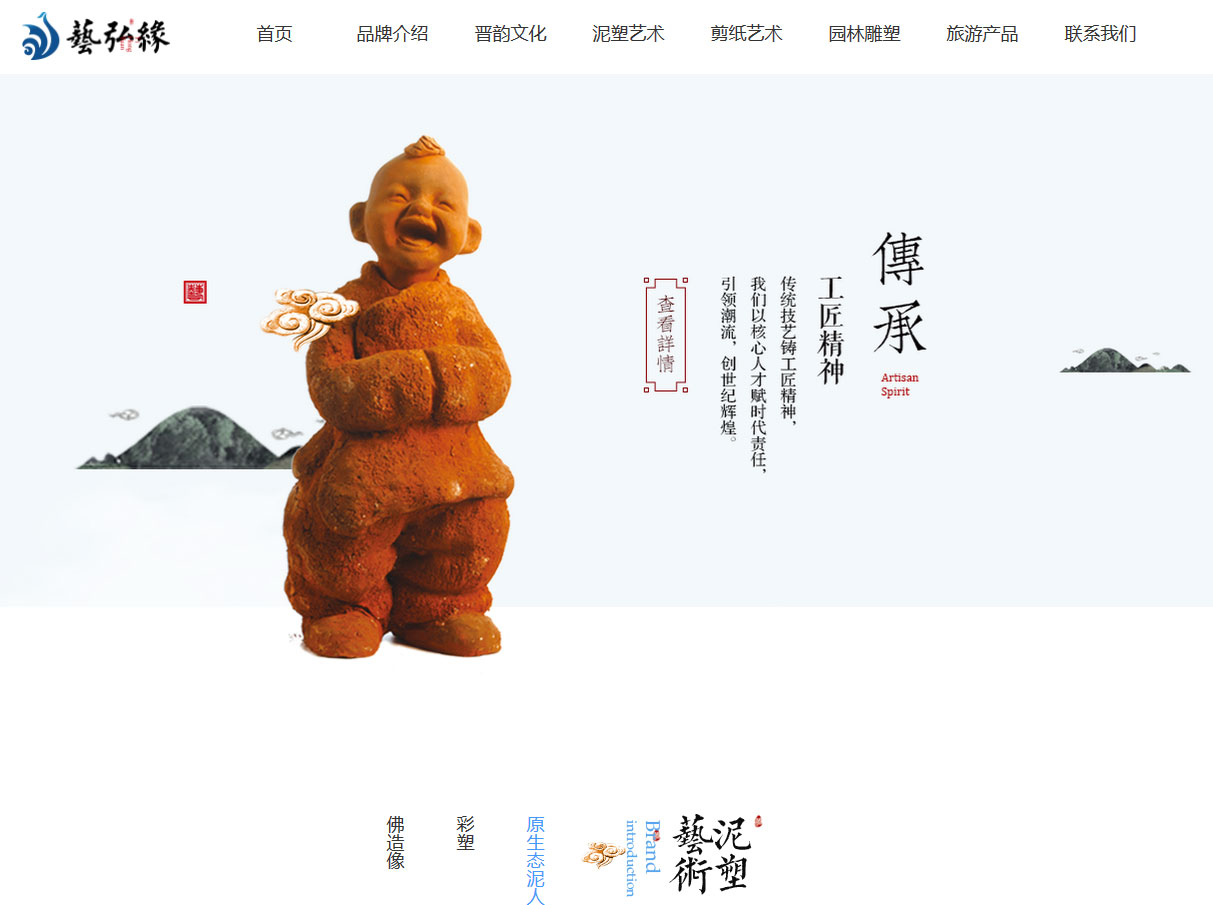 藝弘緣
首页
品牌介绍
晋韵文化
泥塑艺术
剪纸艺术
园林雕塑
旅游产品
联系我们
傳承
Artisan
Spirit
工匠精神
传统技艺铸工匠精神，
我们以核心人才赋时代责任，
引领潮流，创世纪辉煌。
查看詳情
泥塑
藝術
Brand
introduction
原生态泥人
彩塑
佛造像